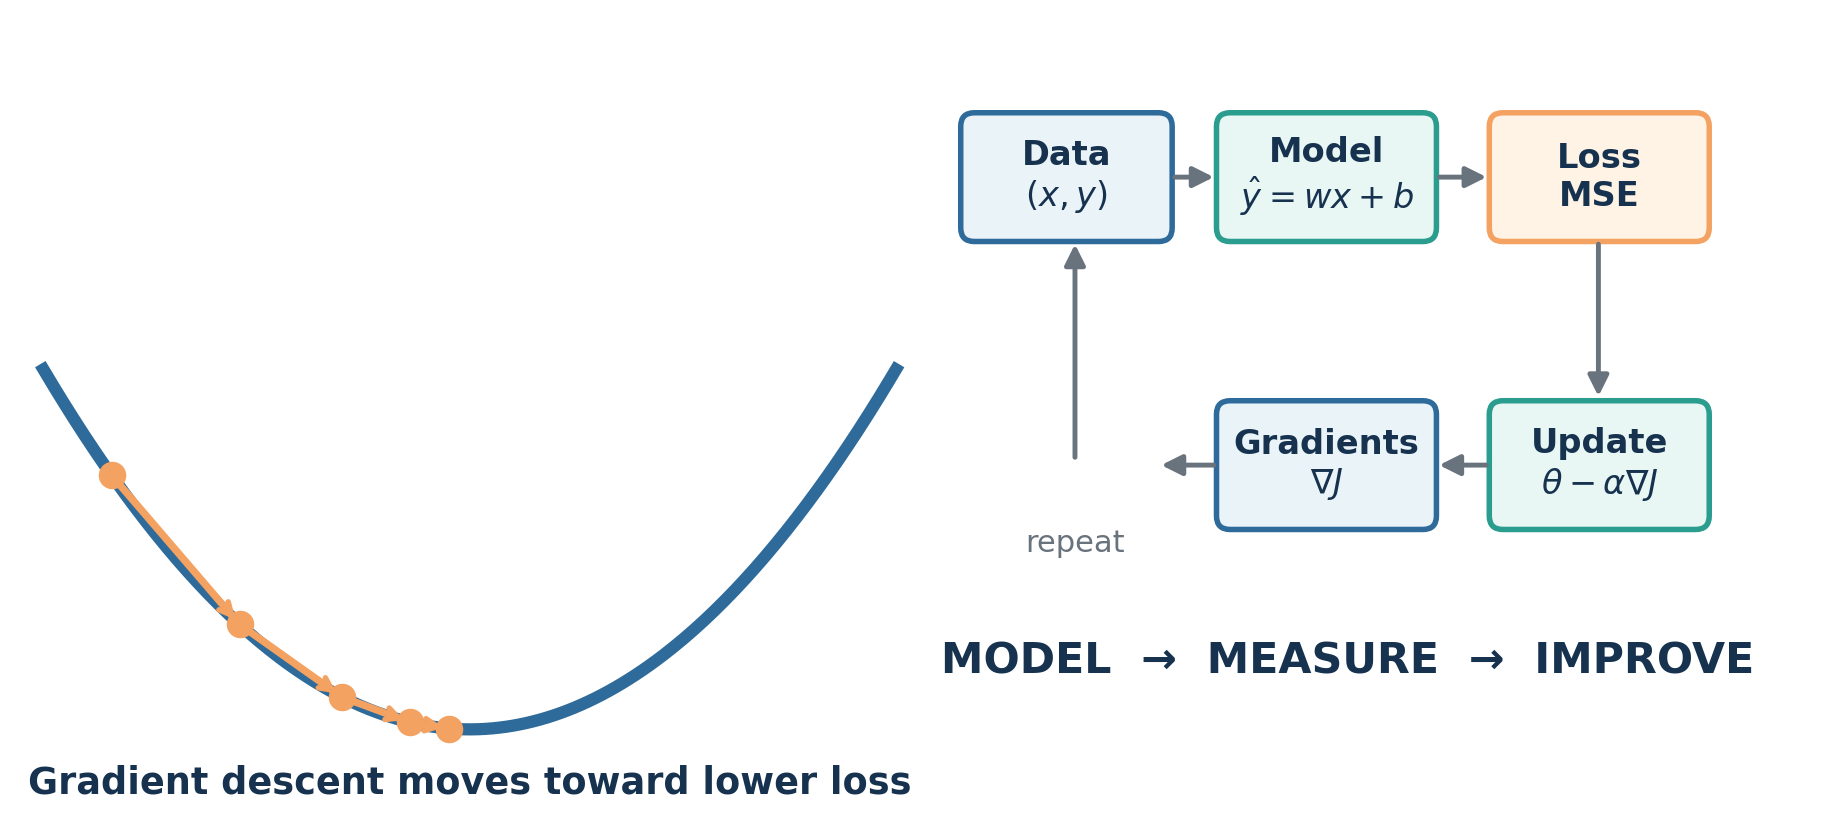 Data
(x, y)
Model
ŷ = wx + b
Loss
MSE
Gradients
∇J
Update
θ − α∇J
repeat
MODEL → MEASURE → IMPROVE
Gradient descent moves toward lower loss